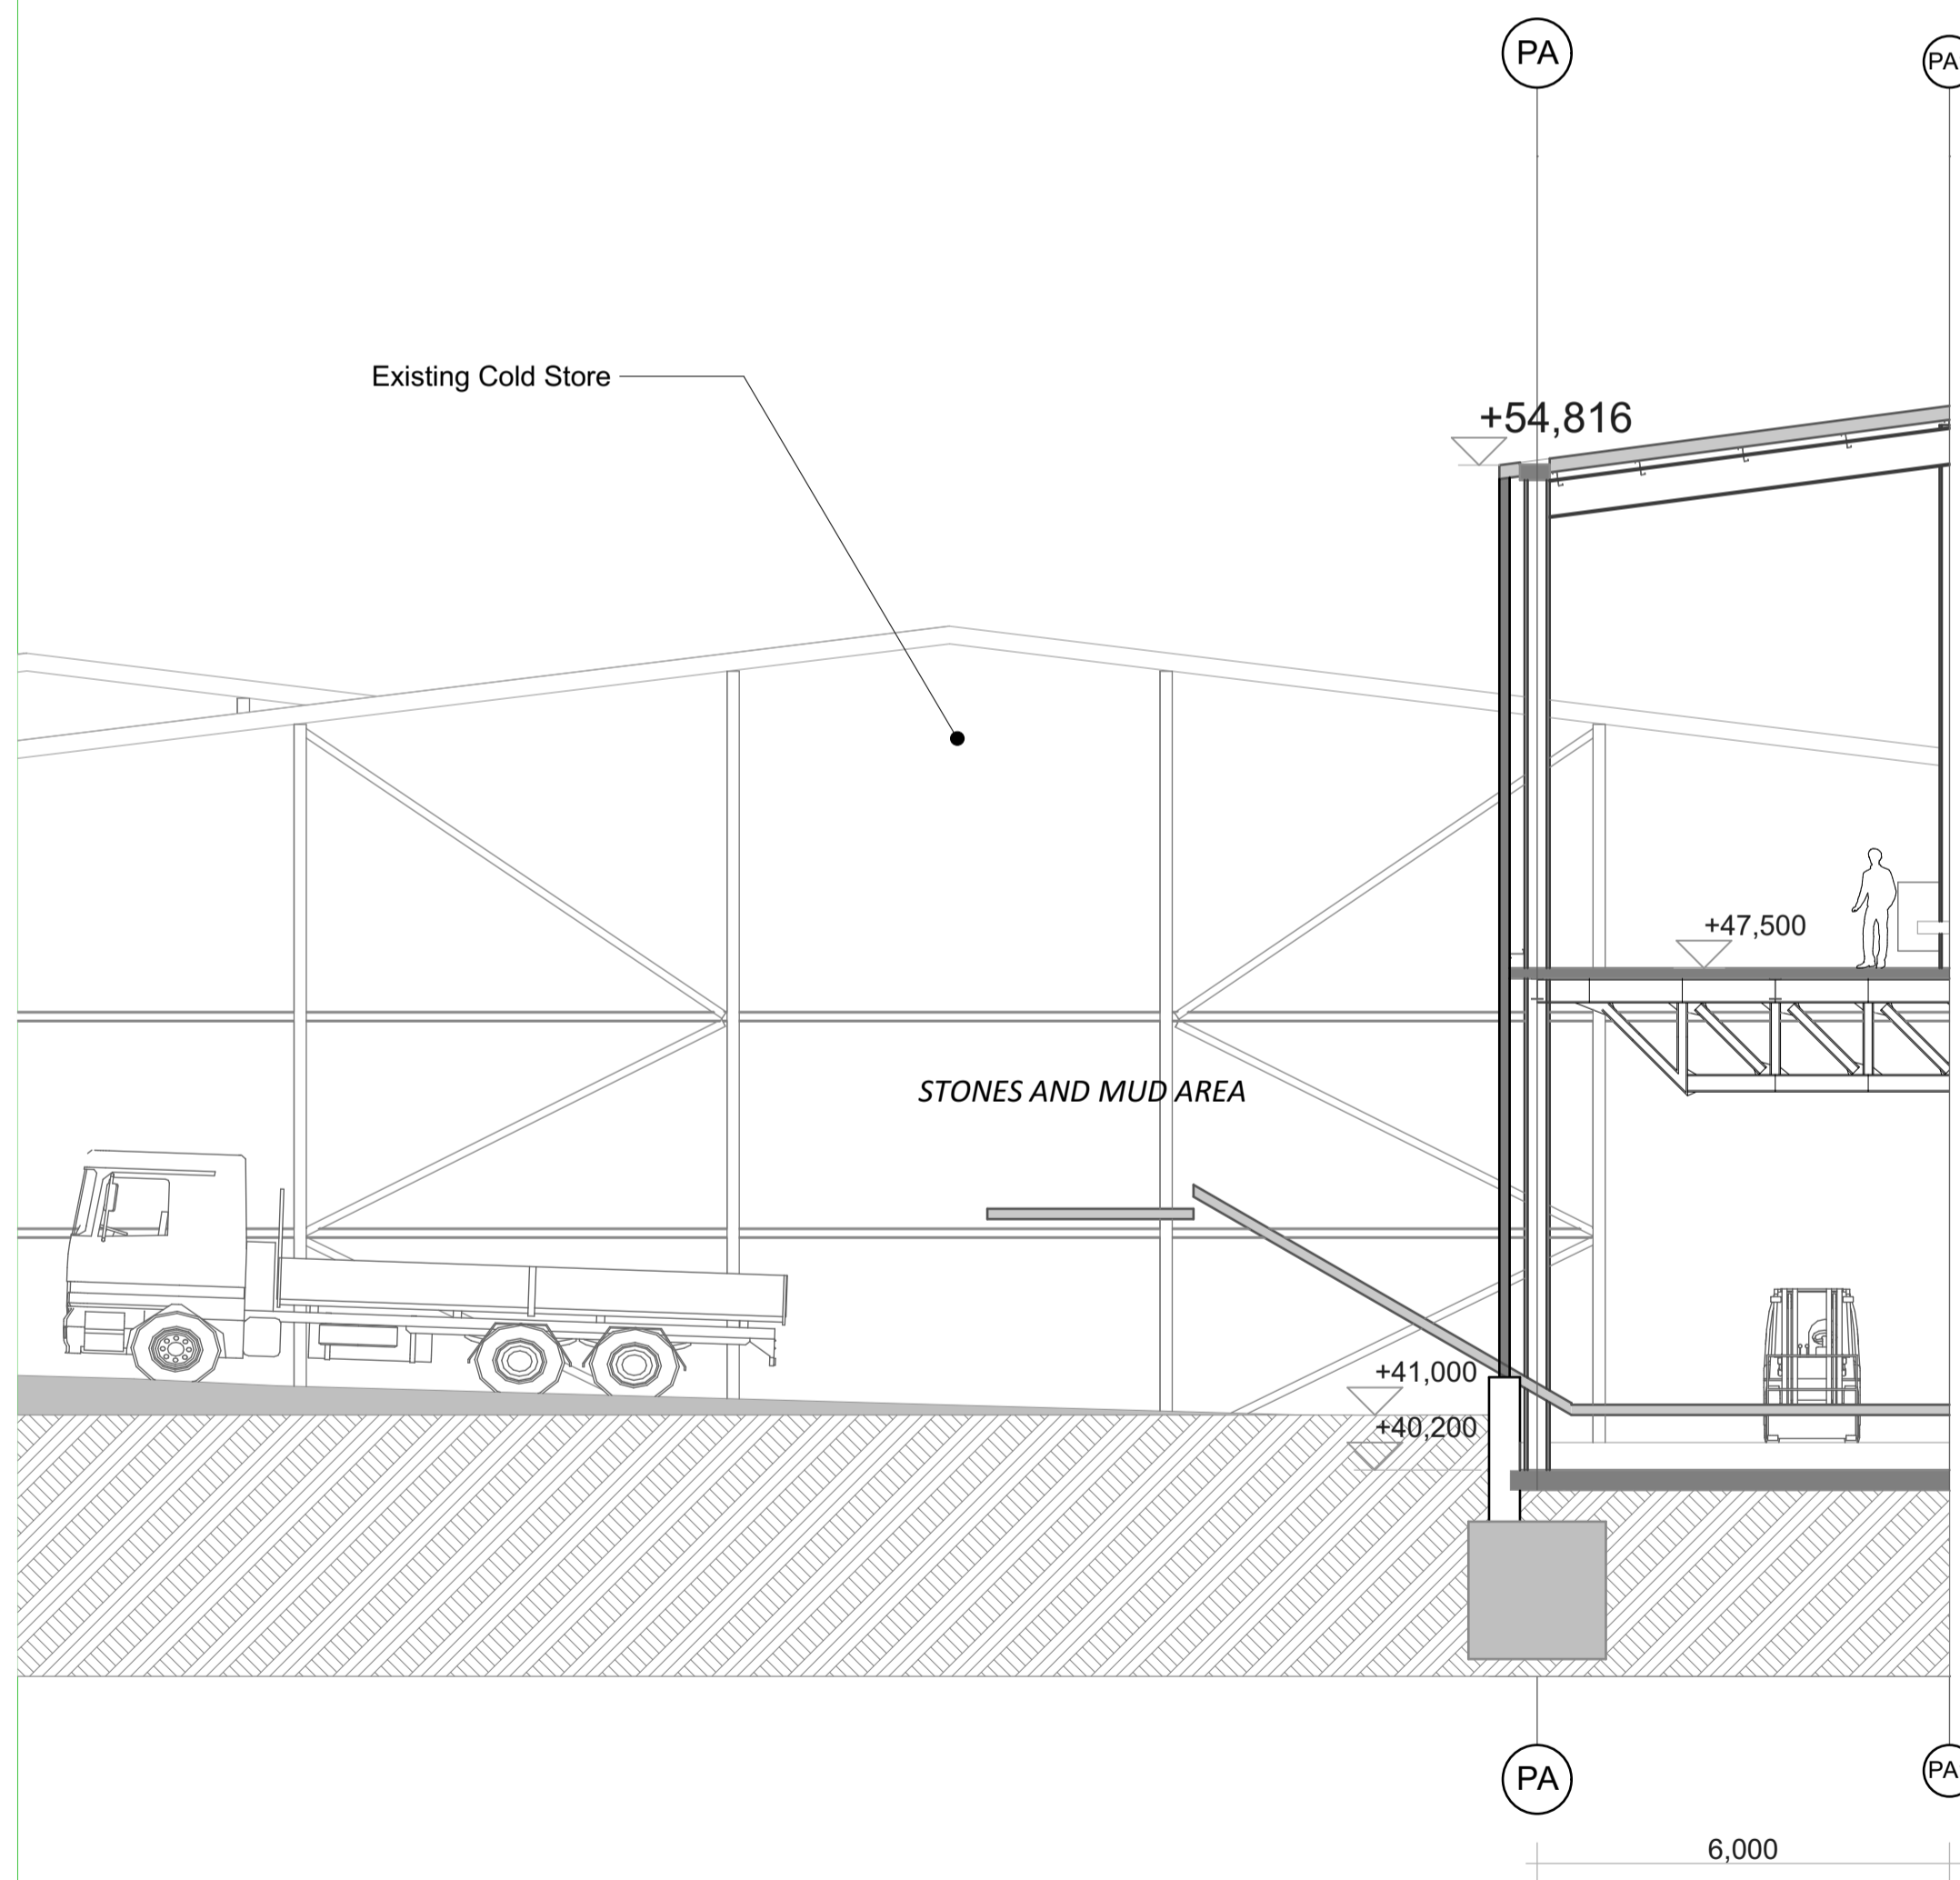 PA
PA
Existing Cold Store
+54,816
+47,500
STONES AND MUD AREA
+41,000
+40,200
PA
PA
6,000